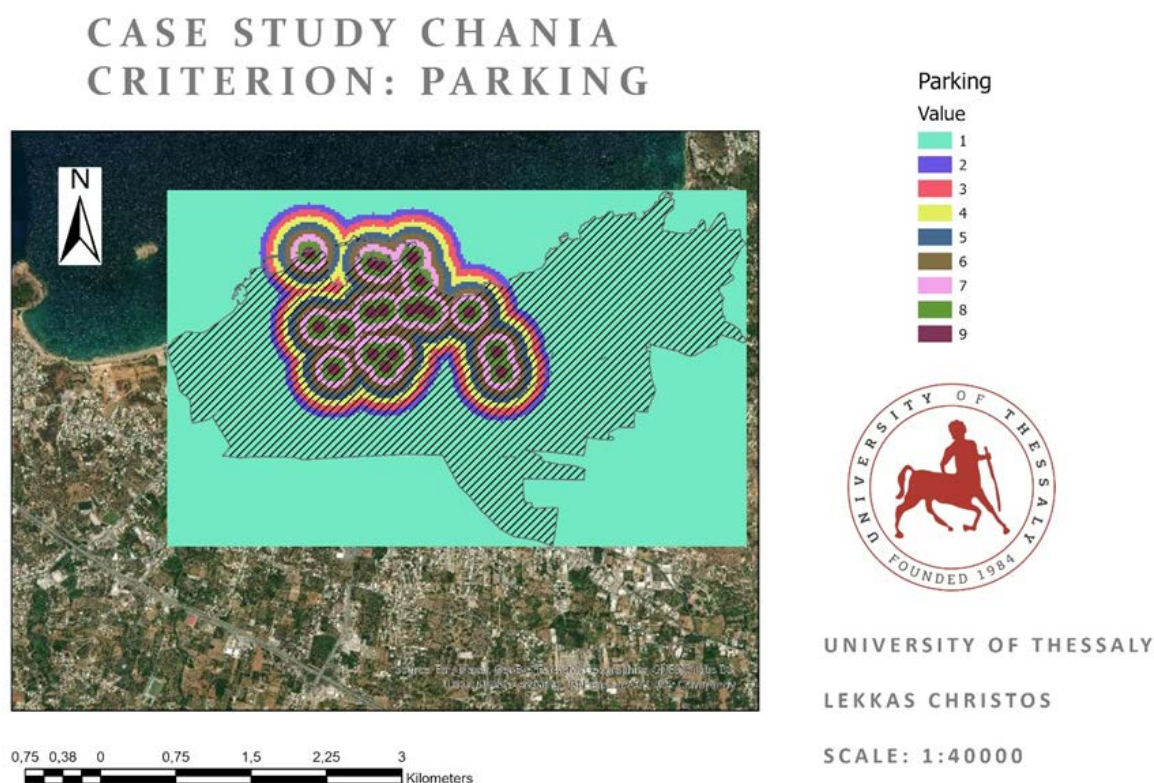 CASE STUDY CHANIA
CRITERION: PARKING
N
Parking
Value
1
2
3
4
5
6
7
8
9
UNIVERSITY OF THESSALY
FOUNDED 1984
UNIVERSITY OF THESSALY
LEKKAS CHRISTOS
SCALE: 1:40000
0,75 0,38 0 0,75 1,5 2,25 3
Kilometers